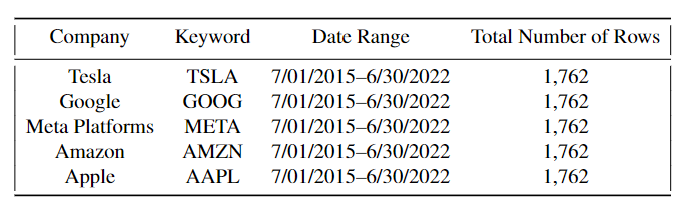 Company Keyword Date Range Total Number of Rows
Tesla TSLA 7/01/2015–6/30/2022 1,762
Google GOOG 7/01/2015–6/30/2022 1,762
Meta Platforms META 7/01/2015–6/30/2022 1,762
Amazon AMZN 7/01/2015–6/30/2022 1,762
Apple AAPL 7/01/2015–6/30/2022 1,762